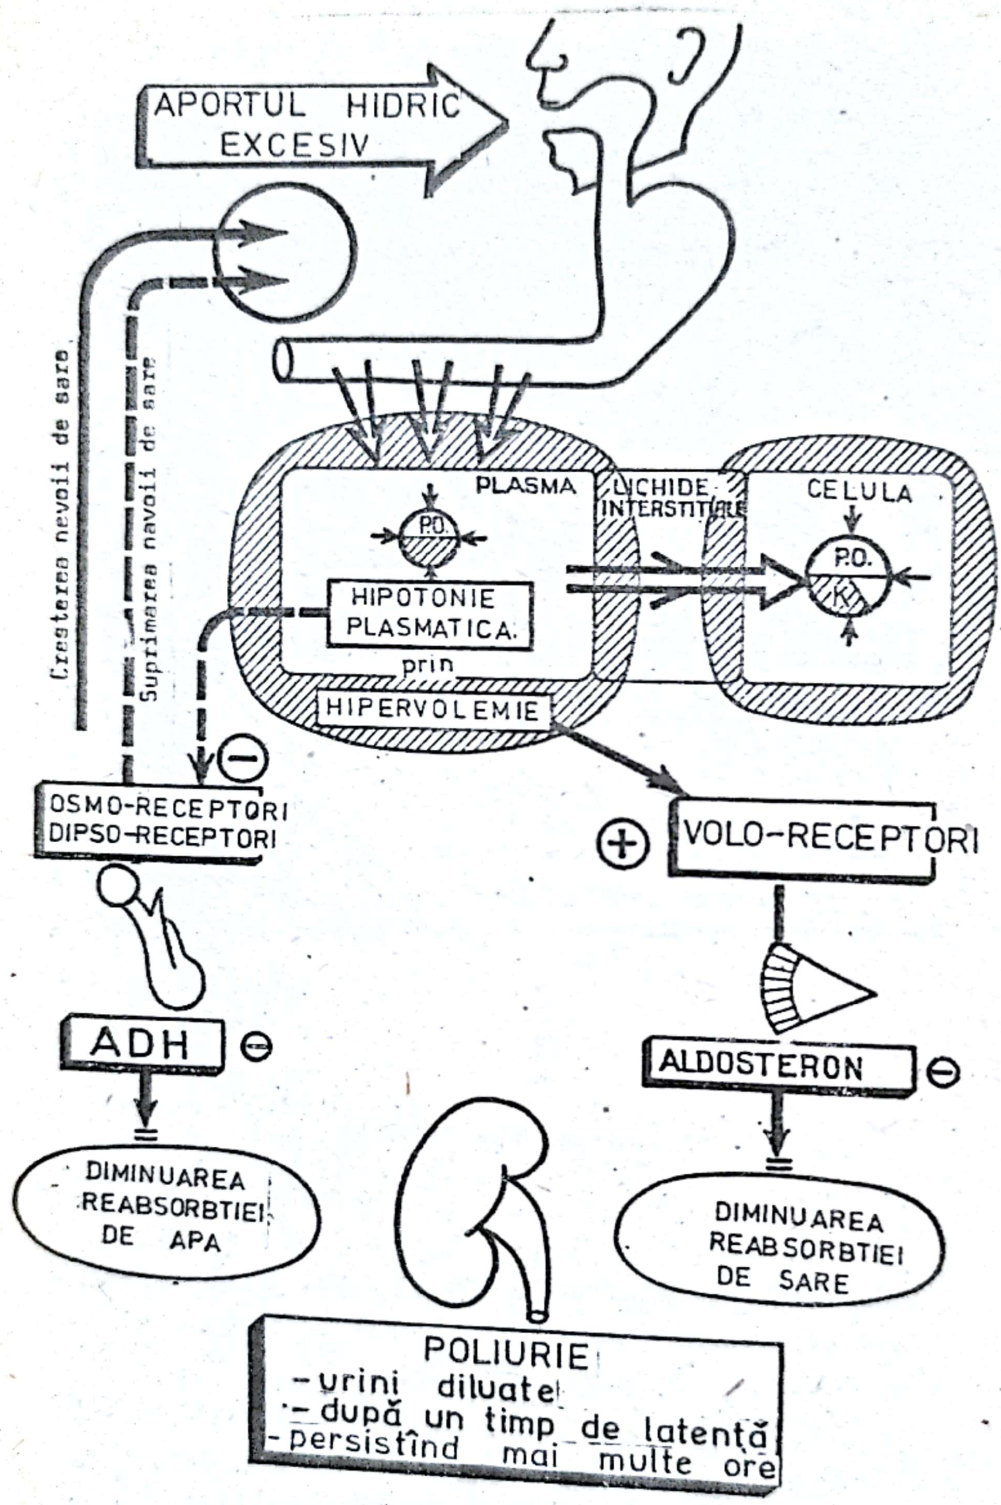 APORTUL HIDRIC
EXCESIV
Cresterea nevoii de sare
Suprimarea navoii de sare
PLASMA
P.O.
HIPOTONIE
PLASMATICA.
prin
HIPERVOLEMIE
LICHIDE
INTERSTITIALE
CELULA
P.O.
K
OSMO-RECEPTORI
DIPSO-RECEPTORI
VOLO-RECEPTORI
ADH
ALDOSTERON
DIMINUAREA
REABSORBTIEI
DE APA
DIMINUAREA
REABSORBTIEI
DE SARE
POLIURIE
-urini diluate
-după un timp de latență
-persistînd mai multe ore